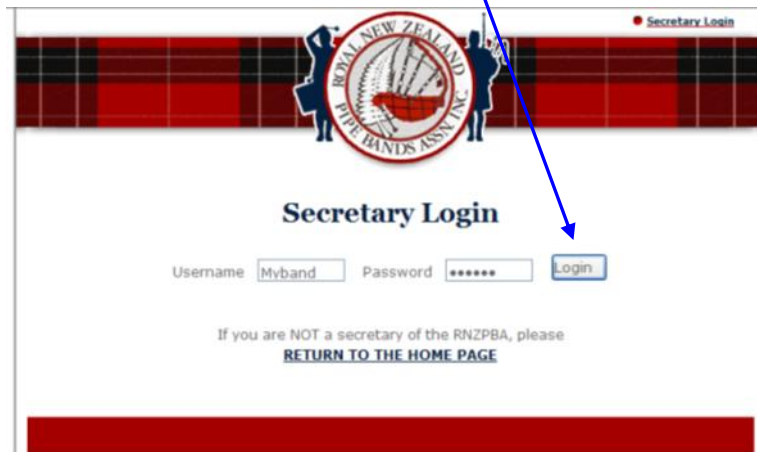 Secretary Login
ROYAL NEW ZEALAND
PIPE BANDS ASSN. INC.
Secretary Login
Username Myband Password •••••• Login
If you are NOT a secretary of the RNZPBA, please
RETURN TO THE HOME PAGE